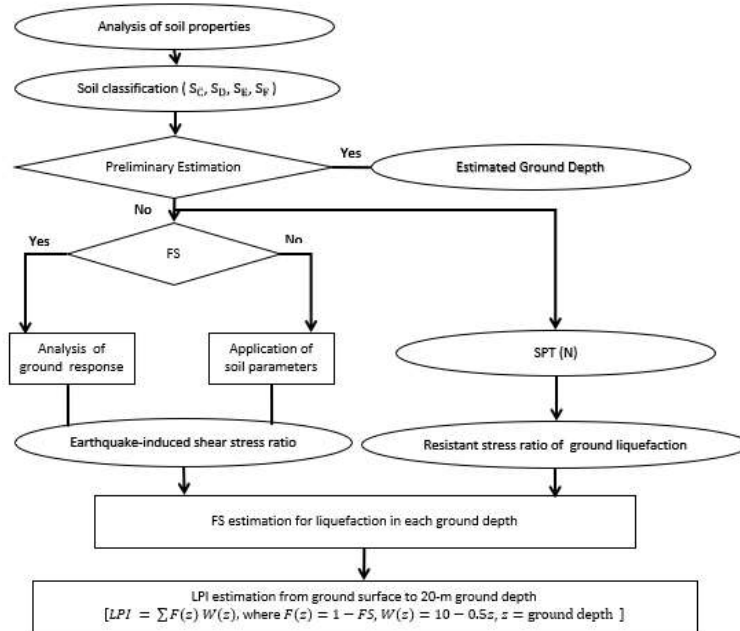 Analysis of soil properties
Soil classification ( S_C, S_D, S_E, S_F )
Preliminary Estimation
Yes
Estimated Ground Depth
No
Yes
FS
No
Analysis of
ground response
Application of
soil parameters
SPT (N)
Earthquake-induced shear stress ratio
Resistant stress ratio of ground liquefaction
FS estimation for liquefaction in each ground depth
LPI estimation from ground surface to 20-m ground depth
[LPI = ∑F(z) W(z), where F(z) = 1 − FS, W(z) = 10 − 0.5z, z = ground depth ]